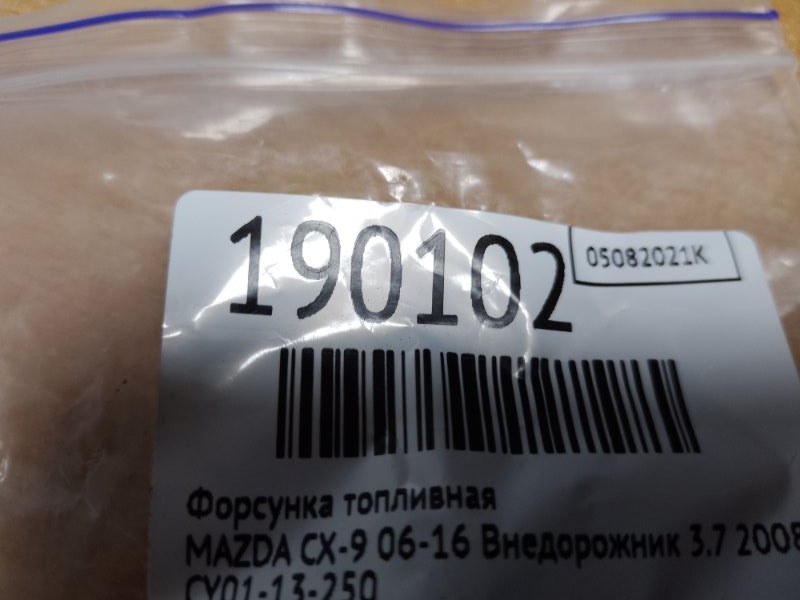 190102
05082021K
Форсунка топливная
MAZDA CX-9 06-16 Внедорожник 3.7 2008
CY01-13-250